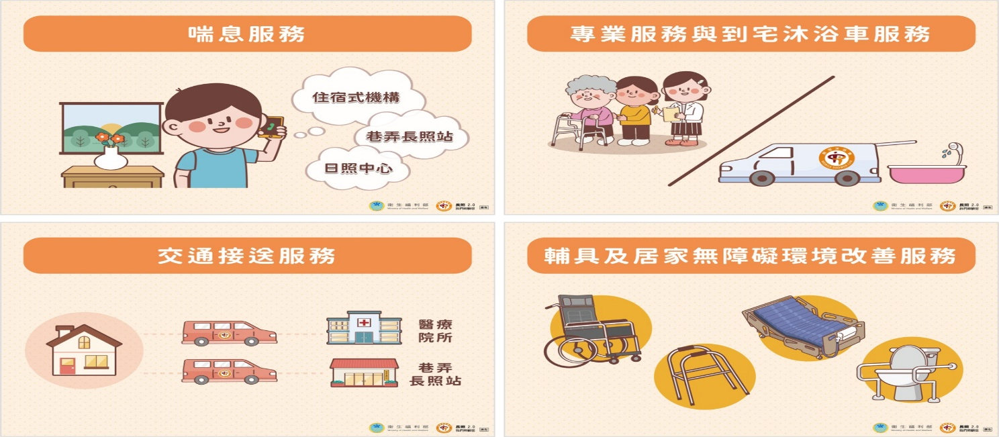 喘息服務
住宿式機構
巷弄長照站
日照中心
衛生福利部
Ministry of Health and Welfare
長照 2.0
廣告
專業服務與到宅沐浴車服務
衛生福利部
Ministry of Health and Welfare
長照 2.0
廣告
交通接送服務
醫療
院所
巷弄
長照站
衛生福利部
Ministry of Health and Welfare
長照 2.0
廣告
輔具及居家無障礙環境改善服務
衛生福利部
Ministry of Health and Welfare
長照 2.0
廣告